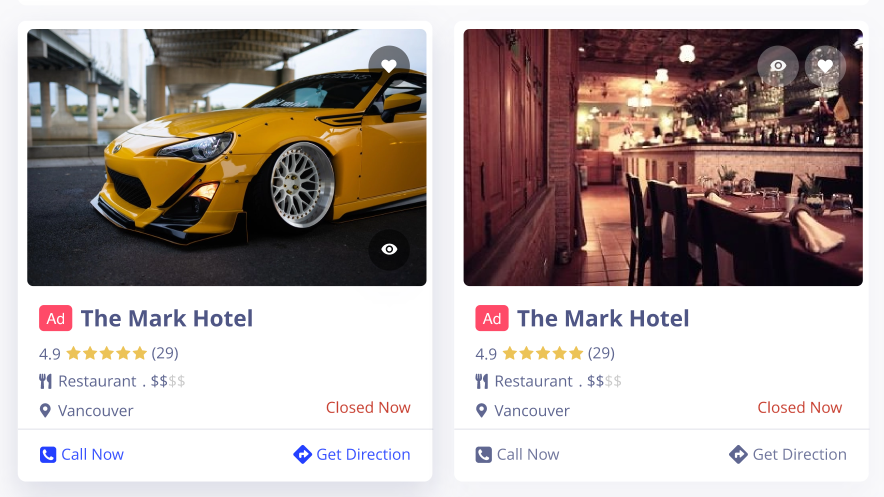 Ad The Mark Hotel
4.9 (29)
Restaurant . $$$$
Vancouver
Closed Now
Call Now
Get Direction
Ad The Mark Hotel
4.9 (29)
Restaurant . $$$$
Vancouver
Closed Now
Call Now
Get Direction